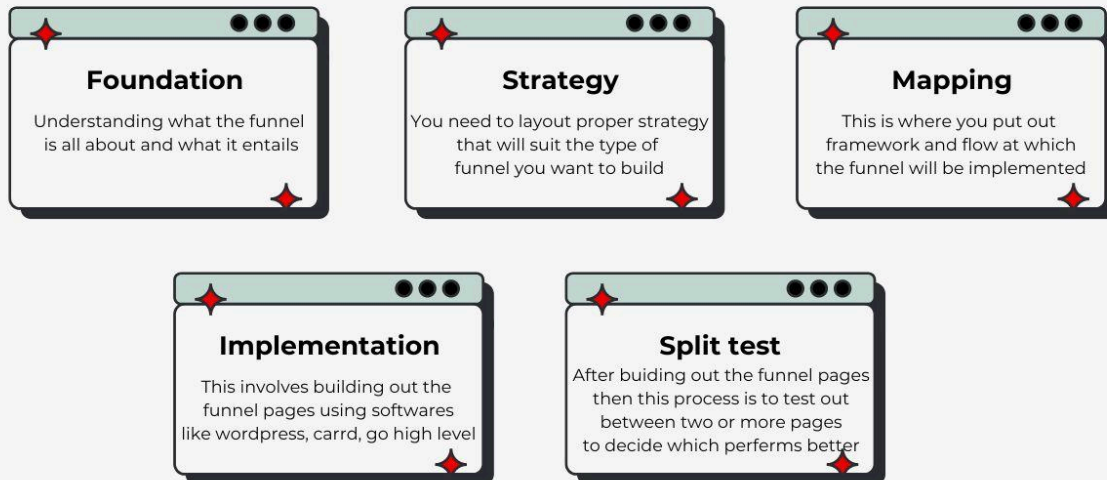 Foundation
Understanding what the funnel
is all about and what it entails
Strategy
You need to layout proper strategy
that will suit the type of
funnel you want to build
Mapping
This is where you put out
framework and flow at which
the funnel will be implemented
Implementation
This involves building out the
funnel pages using softwares
like wordpress, carrd, go high level
Split test
After buiding out the funnel pages
then this process is to test out
between two or more pages
to decide which perferms better